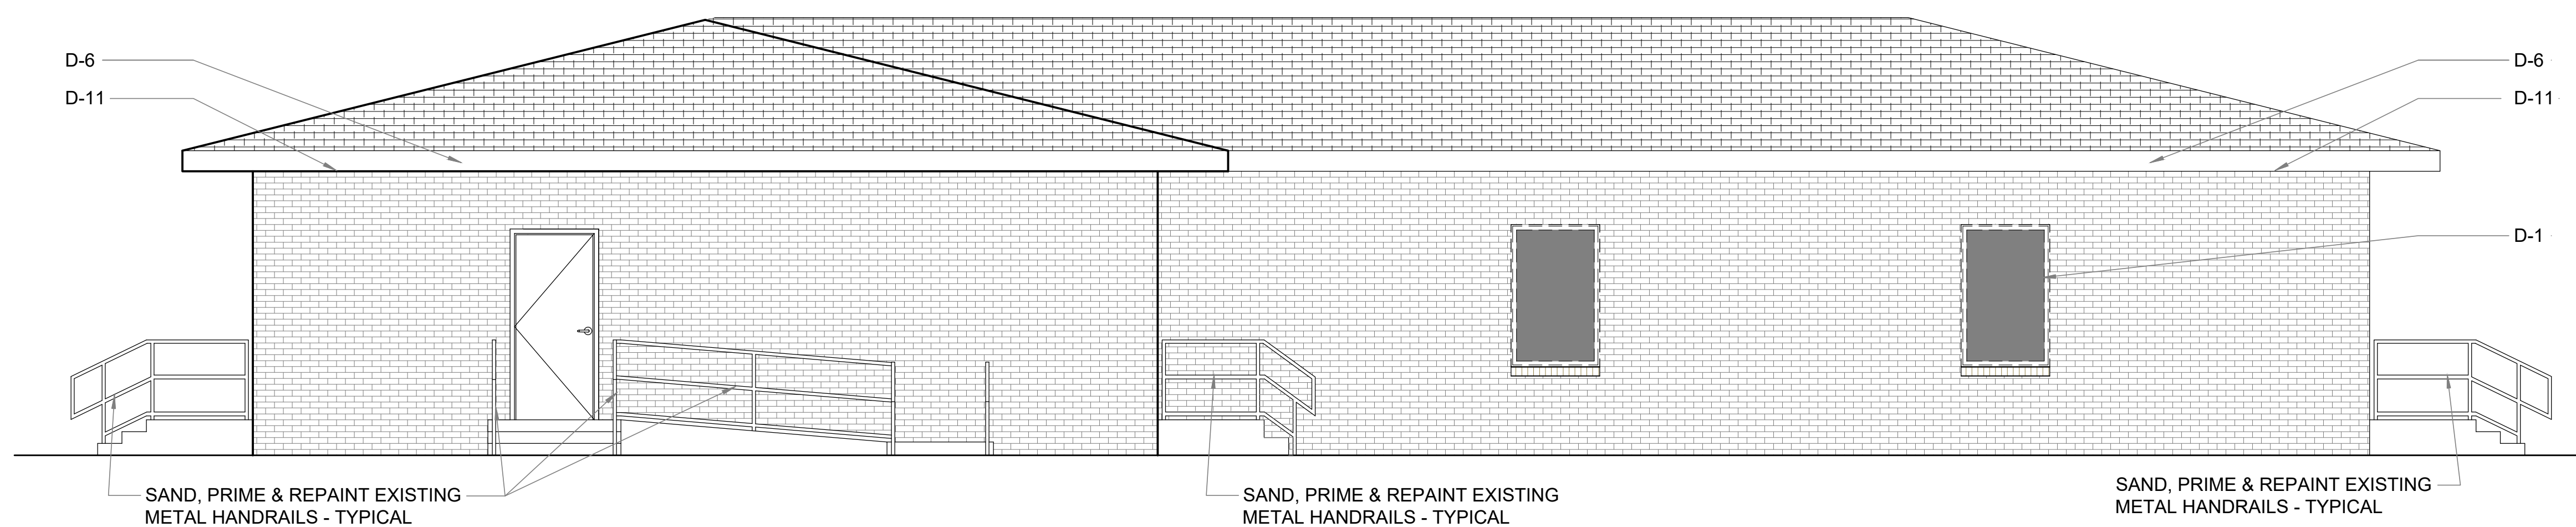 D-6
D-11
D-6
D-11
D-1
SAND, PRIME & REPAINT EXISTING
METAL HANDRAILS - TYPICAL
SAND, PRIME & REPAINT EXISTING
METAL HANDRAILS - TYPICAL
SAND, PRIME & REPAINT EXISTING
METAL HANDRAILS - TYPICAL